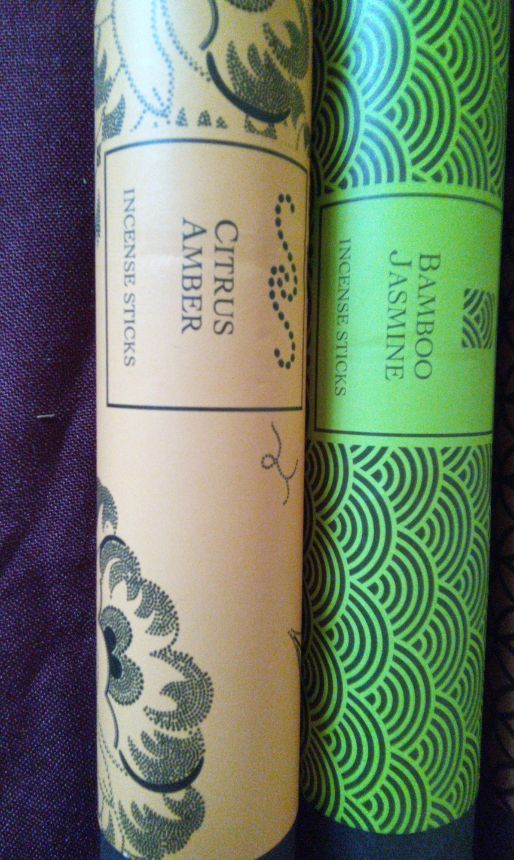 CITRUS
AMBER
INCENSE STICKS
BAMBOO
JASMINE
INCENSE STICKS